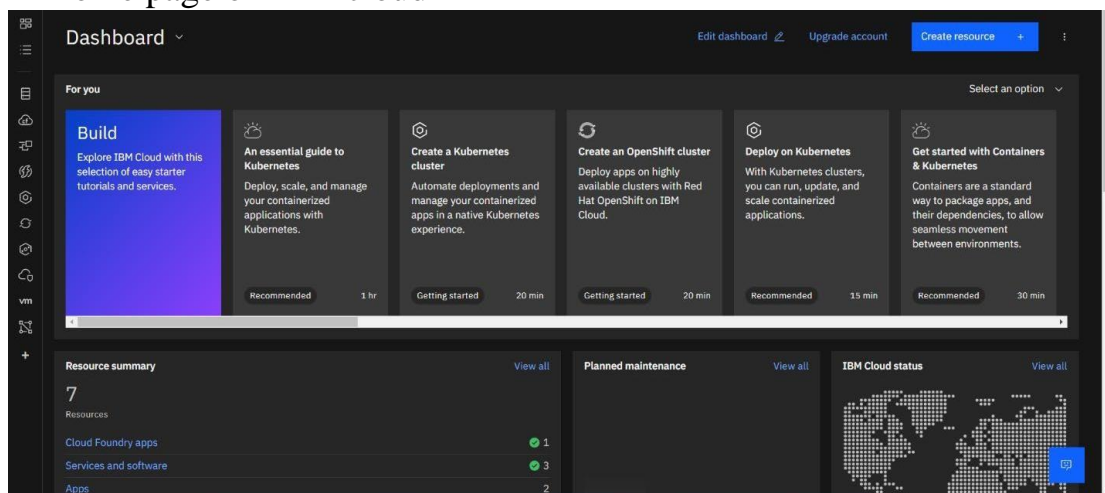 Dashboard
Edit dashboard
Upgrade account
Create resource +
For you
Select an option
Build
Explore IBM Cloud with this
selection of easy starter
tutorials and services.
An essential guide to
Kubernetes
Deploy, scale, and manage
your containerized
applications with
Kubernetes.
Recommended 1 hr
Create a Kubernetes
cluster
Automate deployments and
manage your containerized
apps in a native Kubernetes
experience.
Getting started 20 min
Create an OpenShift cluster
Deploy apps on highly
available clusters with Red
Hat OpenShift on IBM
Cloud.
Getting started 20 min
Deploy on Kubernetes
With Kubernetes clusters,
you can run, update, and
scale containerized
applications.
Recommended 15 min
Get started with Containers
& Kubernetes
Containers are a standard
way to package apps, and
their dependencies, to allow
seamless movement
between environments.
Recommended 30 min
vm
+
Resource summary View all
7
Resources
Cloud Foundry apps 1
Services and software 3
Apps 2
Planned maintenance View all
IBM Cloud status View all